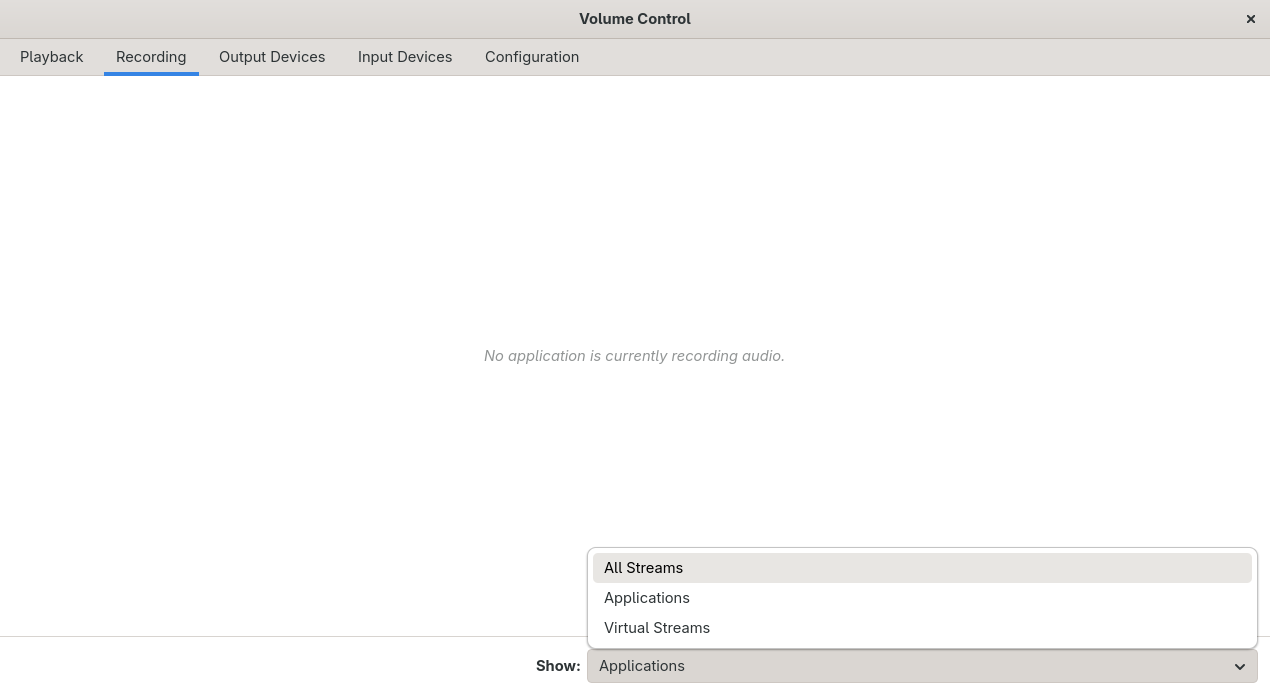 Volume Control
Playback Recording Output Devices Input Devices Configuration
No application is currently recording audio.
All Streams
Applications
Virtual Streams
Show: Applications